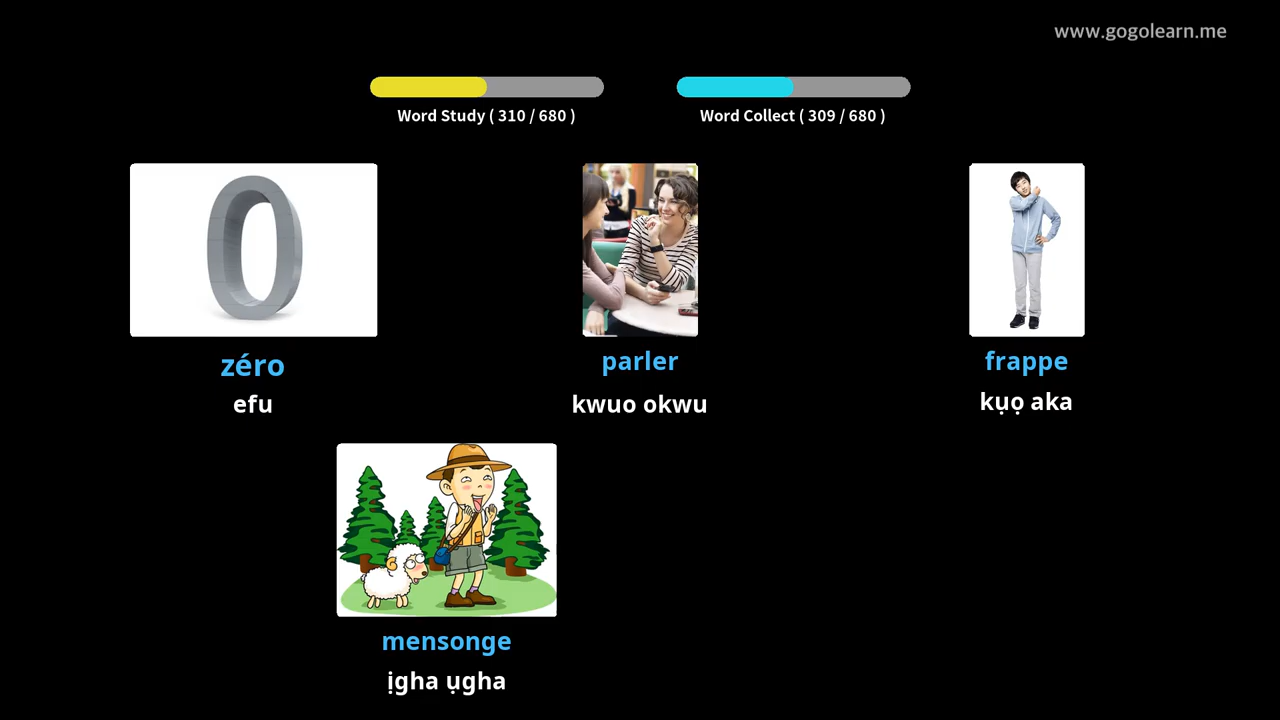 www.gogolearn.me
Word Study ( 310 / 680 )
Word Collect ( 309 / 680 )
zéro
efu
parler
kwuo okwu
frappe
kụọ aka
mensonge
ịgha ụgha